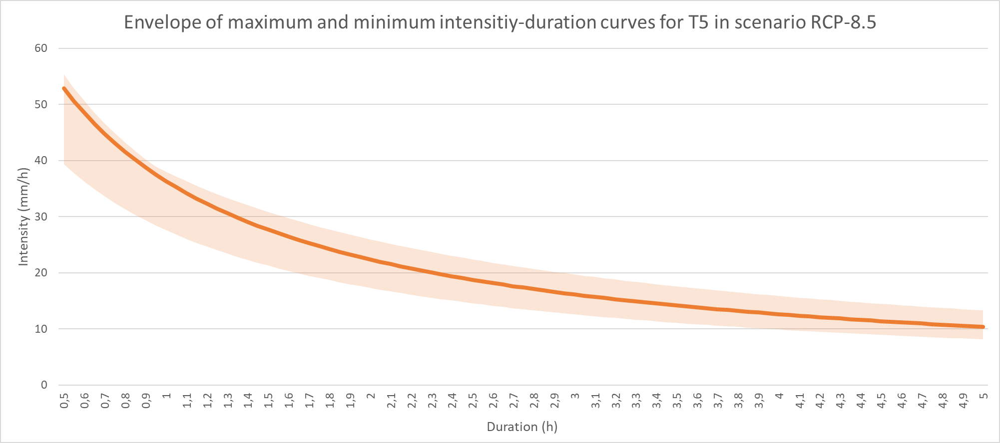 Envelope of maximum and minimum intensitiy-duration curves for T5 in scenario RCP-8.5
60
50
40
30
20
10
0
Intensity (mm/h)
0,5 0,6 0,7 0,8 0,9 1 1,1 1,2 1,3 1,4 1,5 1,6 1,7 1,8 1,9 2 2,1 2,2 2,3 2,4 2,5 2,6 2,7 2,8 2,9 3 3,1 3,2 3,3 3,4 3,5 3,6 3,7 3,8 3,9 4 4,1 4,2 4,3 4,4 4,5 4,6 4,7 4,8 4,9 5
Duration (h)